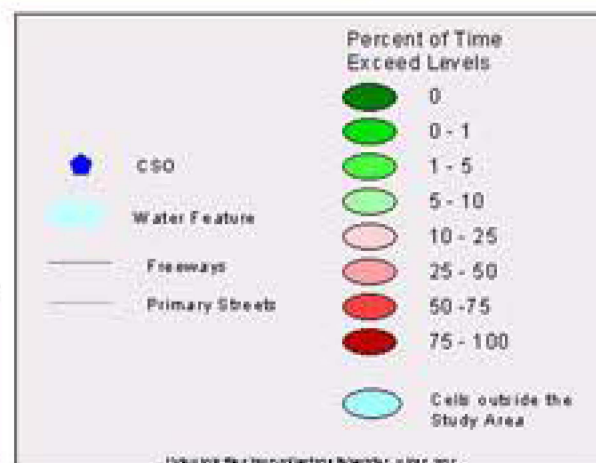 Percent of Time
Exceed Levels
0
0 - 1
1 - 5
5 - 10
10 - 25
25 - 50
50 -75
75 - 100
Cells outside the
Study Area
CSO
Water Feature
Freeways
Primary Streets